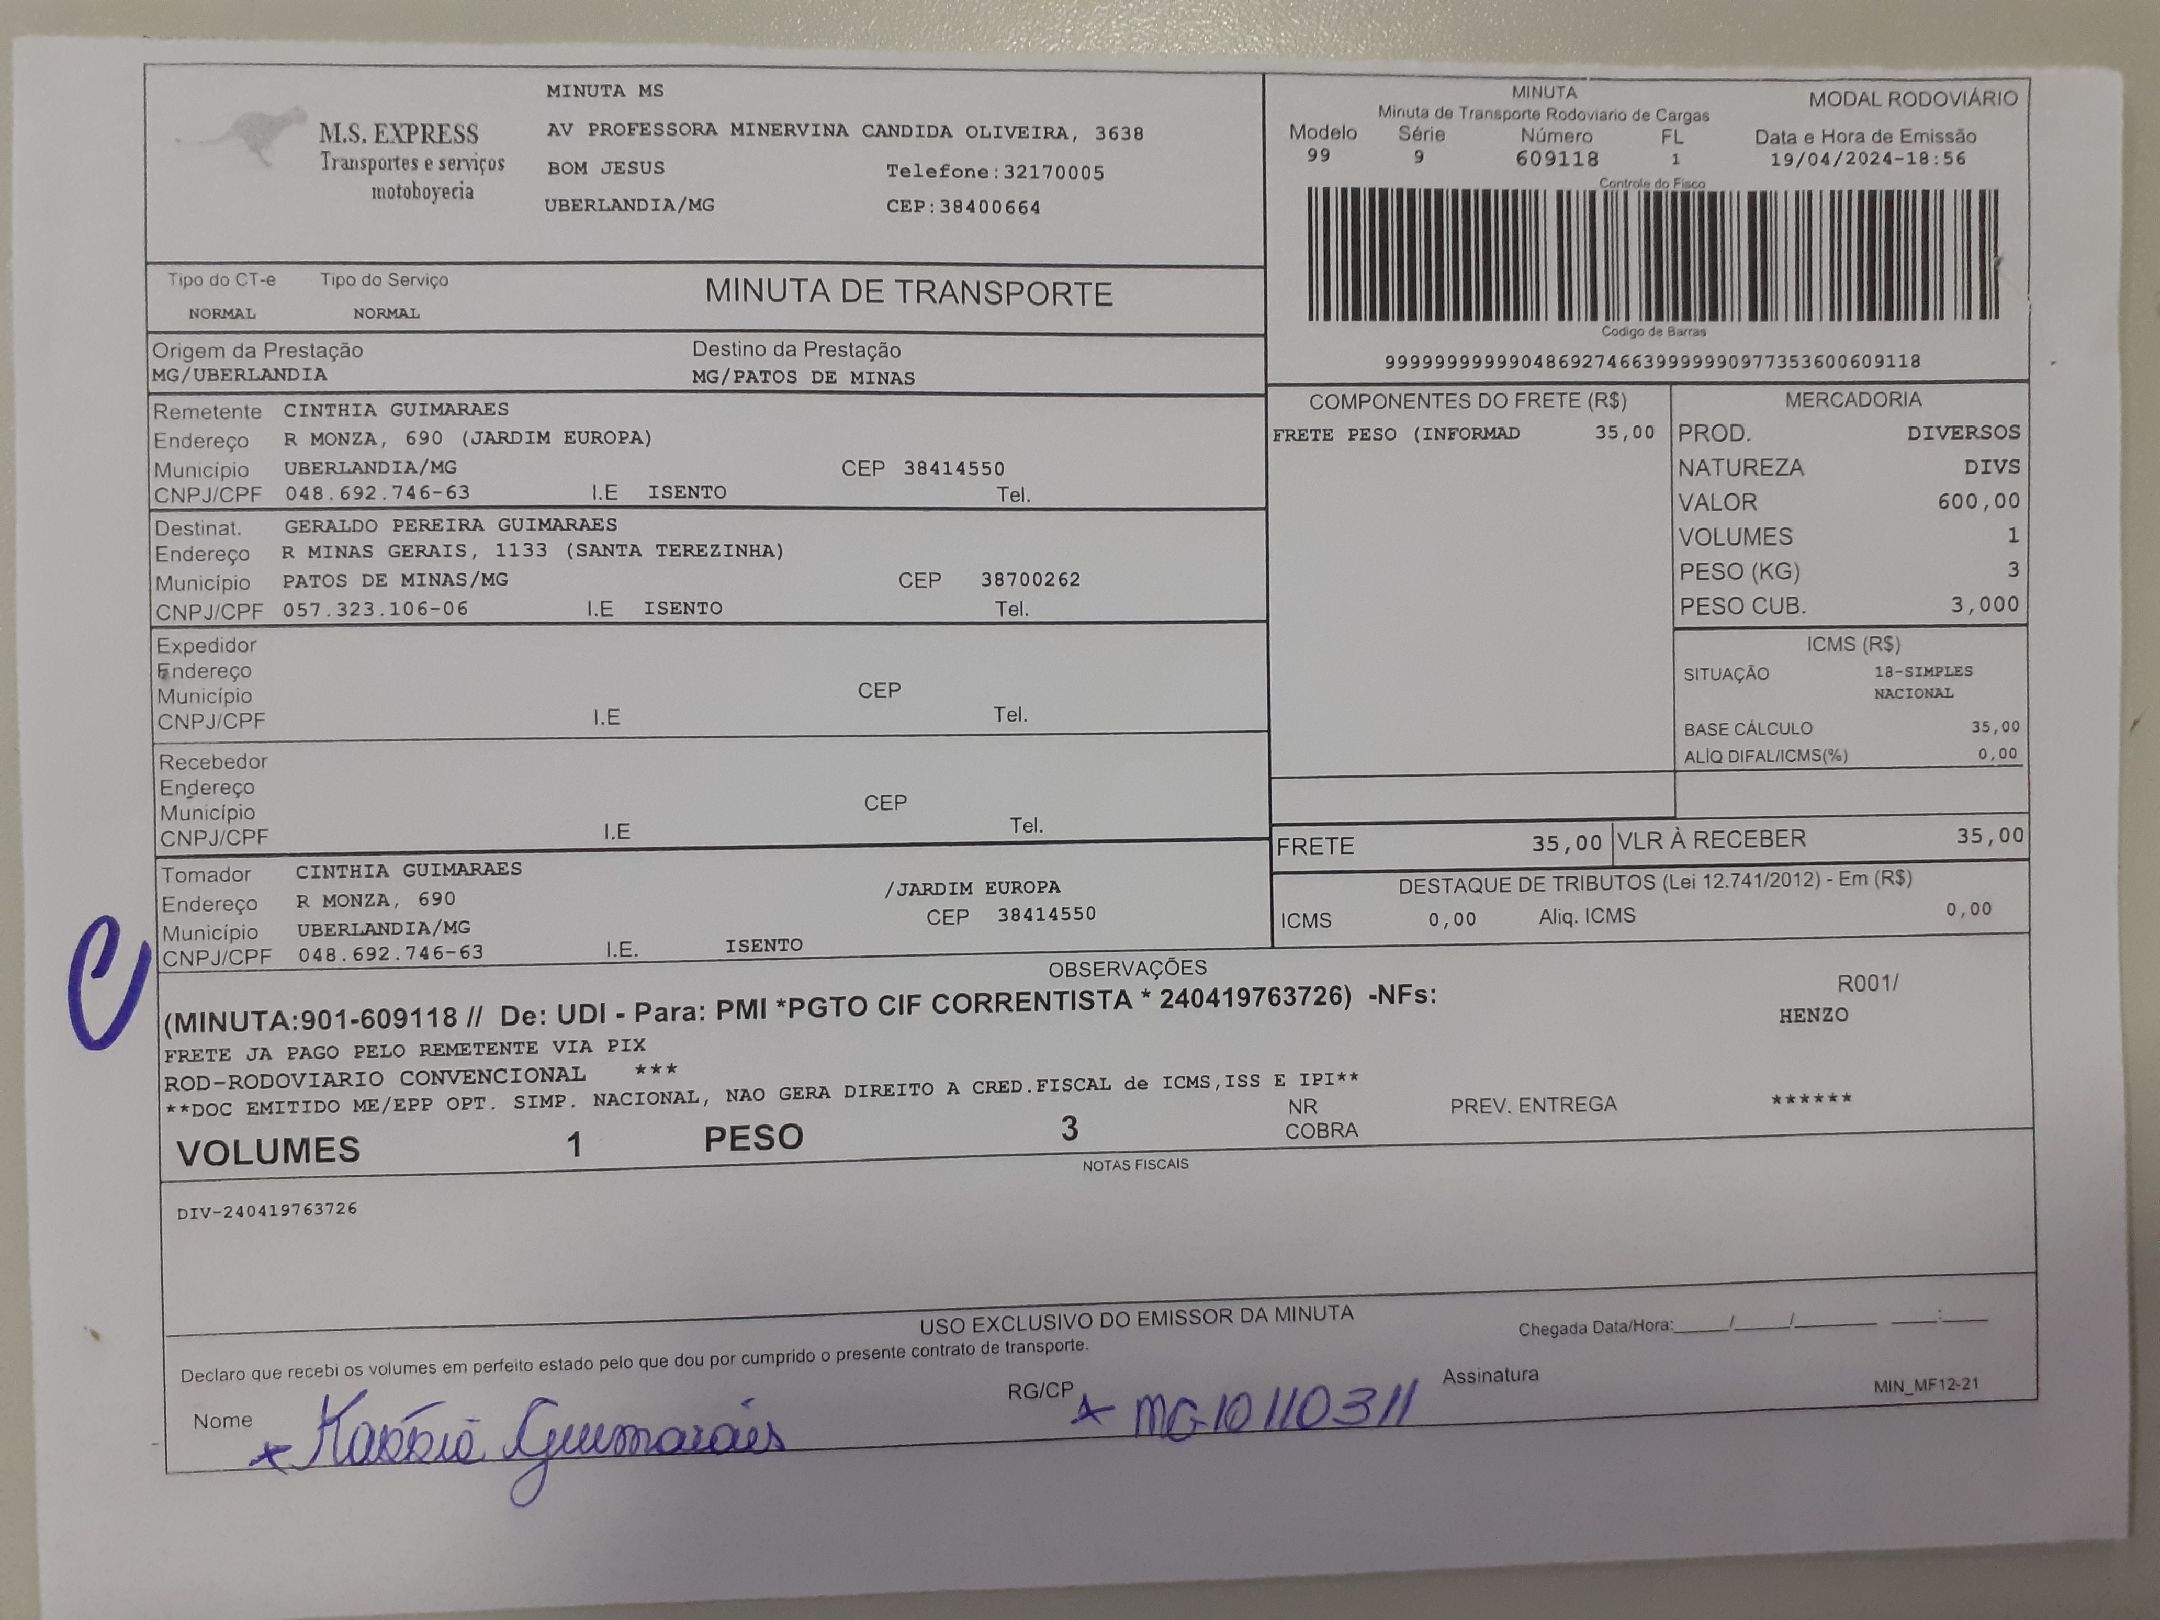 M.S. EXPRESS
Transportes e serviços
motoboyecia
MINUTA MS
AV PROFESSORA MINERVINA CANDIDA OLIVEIRA, 3638
BOM JESUS Telefone:32170005
UBERLANDIA/MG CEP:38400664
MINUTA MODAL RODOVIÁRIO
Minuta de Transporte Rodoviario de Cargas
Modelo Série Número FL Data e Hora de Emissão
99 9 609118 1 19/04/2024-18:56
Controle do Fisco
Codigo de Barras
Tipo do CT-e Tipo do Serviço MINUTA DE TRANSPORTE
NORMAL NORMAL
Origem da Prestação Destino da Prestação
MG/UBERLANDIA MG/PATOS DE MINAS
Remetente CINTHIA GUIMARAES
Endereço R MONZA, 690 (JARDIM EUROPA)
Município UBERLANDIA/MG CEP 38414550
CNPJ/CPF 048.692.746-63 I.E ISENTO Tel.
Destinat. GERALDO PEREIRA GUIMARAES
Endereço R MINAS GERAIS, 1133 (SANTA TEREZINHA)
Município PATOS DE MINAS/MG CEP 38700262
CNPJ/CPF 057.323.106-06 I.E ISENTO Tel.
Expedidor
Endereço
Município CEP
CNPJ/CPF I.E Tel.
Recebedor
Endereço
Município CEP
CNPJ/CPF I.E Tel.
Tomador CINTHIA GUIMARAES
Endereço R MONZA, 690 /JARDIM EUROPA
Município UBERLANDIA/MG CEP 38414550
CNPJ/CPF 048.692.746-63 I.E. ISENTO
COMPONENTES DO FRETE (R$)
FRETE PESO (INFORMAD 35,00
MERCADORIA
PROD. DIVERSOS
NATUREZA DIVS
VALOR 600,00
VOLUMES 1
PESO (KG) 3
PESO CUB. 3,000
ICMS (R$)
SITUAÇÃO 18-SIMPLES
NACIONAL
BASE CÁLCULO 35,00
ALÍQ DIFAL/ICMS(%) 0,00
FRETE 35,00 VLR À RECEBER 35,00
DESTAQUE DE TRIBUTOS (Lei 12.741/2012) - Em (R$)
ICMS 0,00 Aliq. ICMS 0,00
C
OBSERVAÇÕES
(MINUTA:901-609118 // De: UDI - Para: PMI *PGTO CIF CORRENTISTA * 240419763726) -NFs:
R001/
HENZO
FRETE JA PAGO PELO REMETENTE VIA PIX
ROD-RODOVIARIO CONVENCIONAL ***
**DOC EMITIDO ME/EPP OPT. SIMP. NACIONAL, NAO GERA DIREITO A CRED.FISCAL de ICMS,ISS E IPI**
VOLUMES 1 PESO 3
NR
COBRA
PREV. ENTREGA ******
NOTAS FISCAIS
DIV-240419763726
USO EXCLUSIVO DO EMISSOR DA MINUTA
Declaro que recebi os volumes em perfeito estado pelo que dou por cumprido o presente contrato de transporte.
Chegada Data/Hora:_____/_____/________ ____:____
Nome Guimarães RG/CP MG10110311 Assinatura
MIN_MF12-21